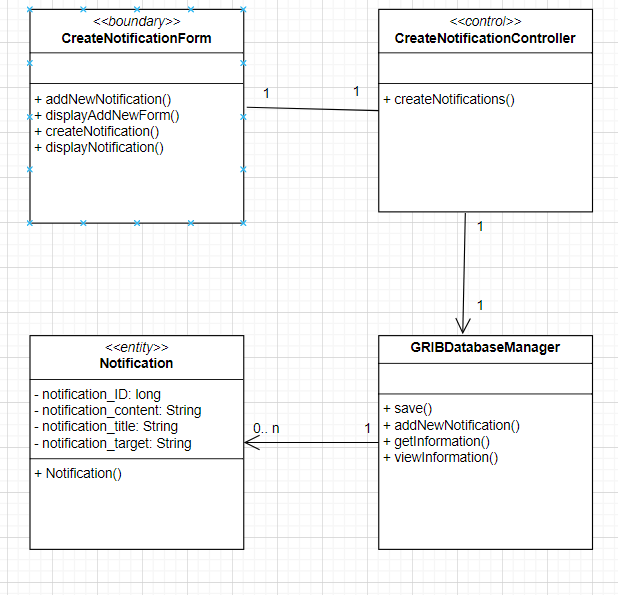 <<boundary>>
CreateNotificationForm
+ addNewNotification()
+ displayAddNewForm()
+ createNotification()
+ displayNotification()
1
1
<<control>>
CreateNotificationController
+ createNotifications()
1
1
<<entity>>
Notification
- notification_ID: long
- notification_content: String
- notification_title: String
- notification_target: String
+ Notification()
0.. n
1
GRIBDatabaseManager
+ save()
+ addNewNotification()
+ getInformation()
+ viewInformation()